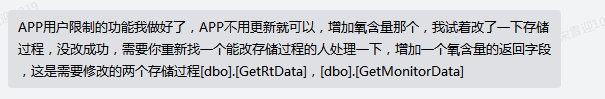 APP用户限制的功能我做好了，APP不用更新就可以，增加氧含量那个，我试着改了一下存储
过程，没改成功，需要你重新找一个能改存储过程的人处理一下，增加一个氧含量的返回字段
，这是需要修改的两个存储过程[dbo].[GetRtData]，[dbo].[GetMonitorData]